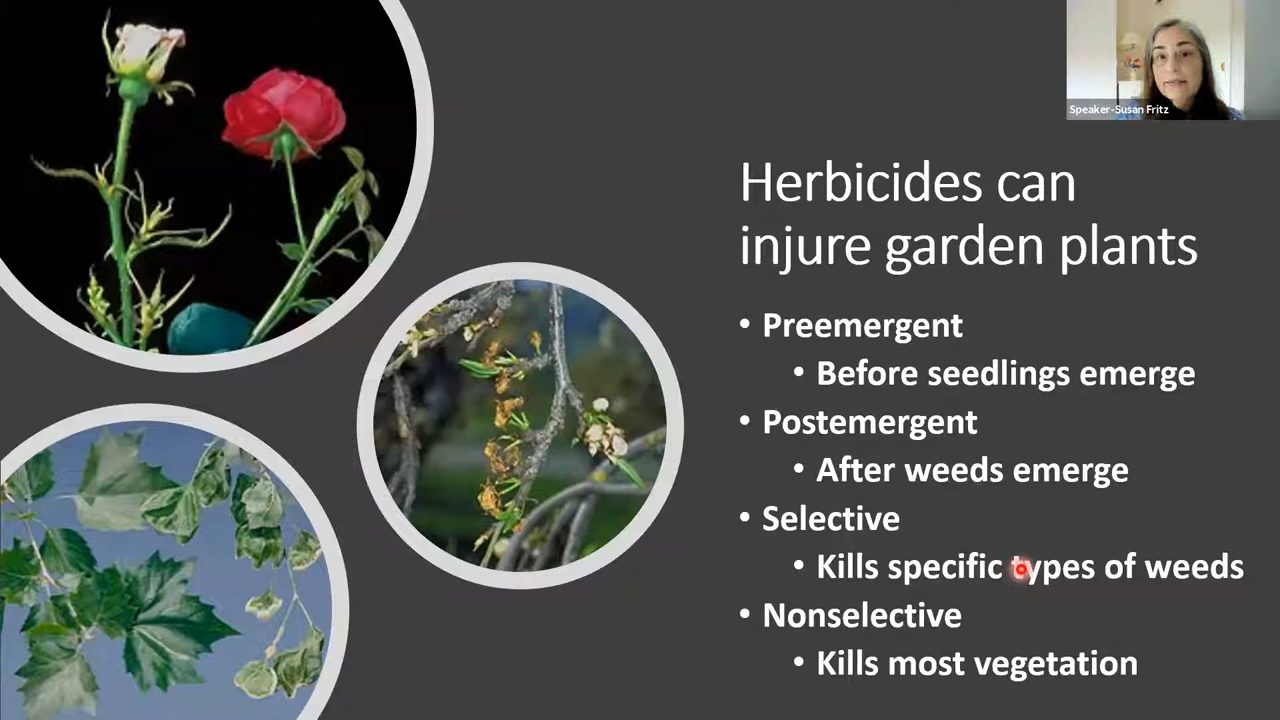 Speaker-Susan Fritz
Herbicides can
injure garden plants
• Preemergent
• Before seedlings emerge
• Postemergent
• After weeds emerge
• Selective
• Kills specific types of weeds
• Nonselective
• Kills most vegetation